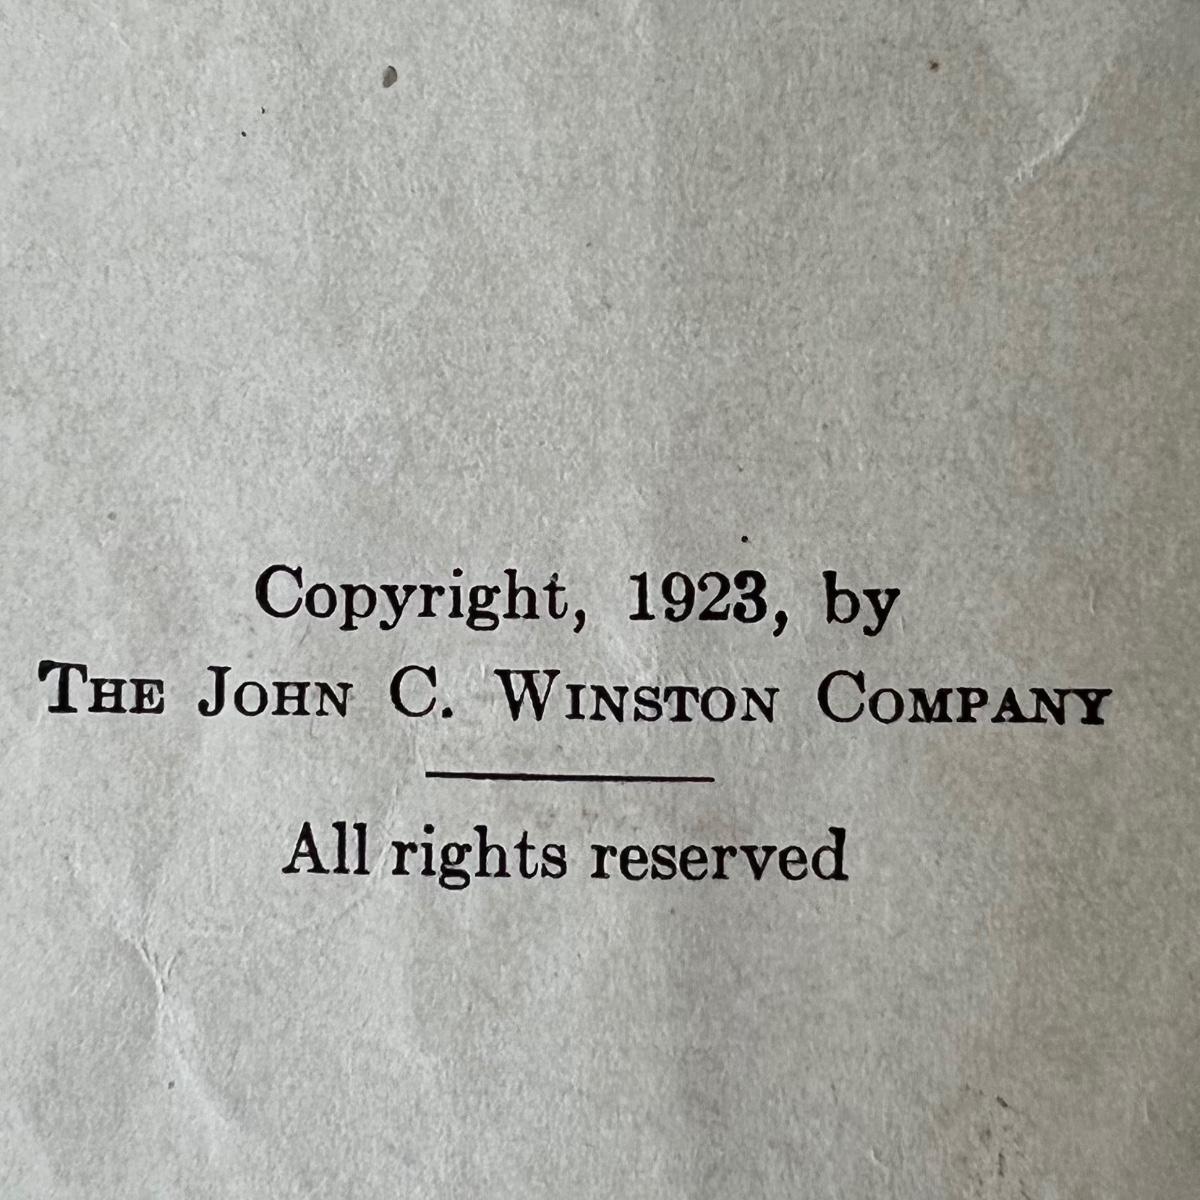 Copyright, 1923, by
THE JOHN C. WINSTON COMPANY
All rights reserved